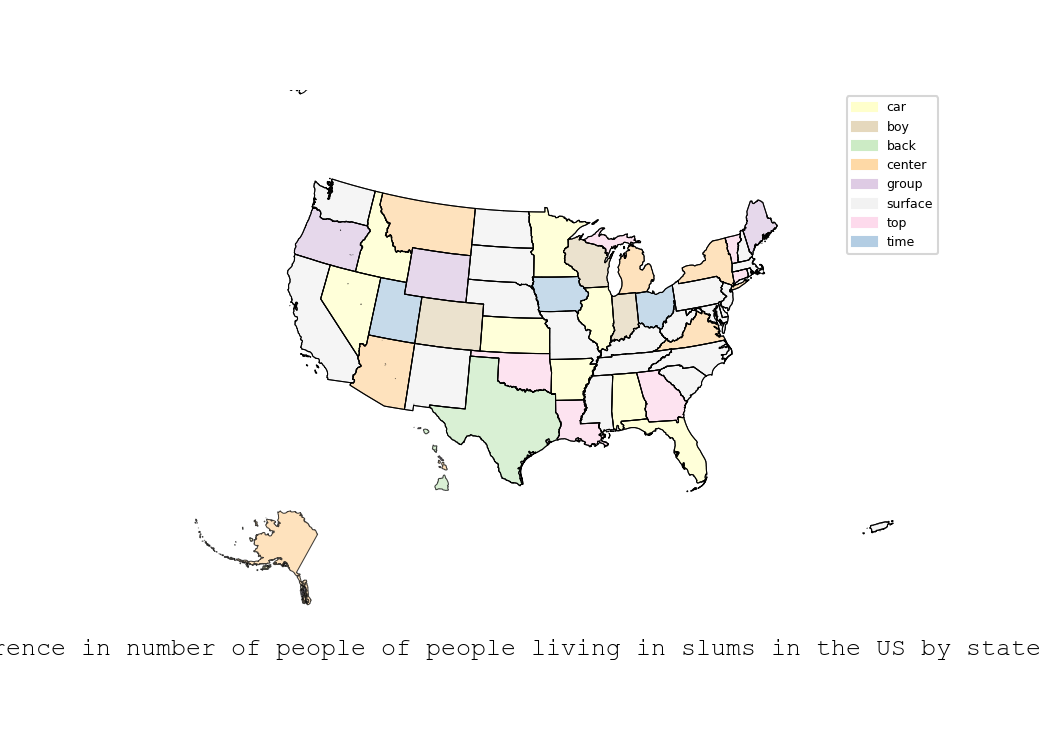 car
boy
back
center
group
surface
top
time
rence in number of people of people living in slums in the US by state